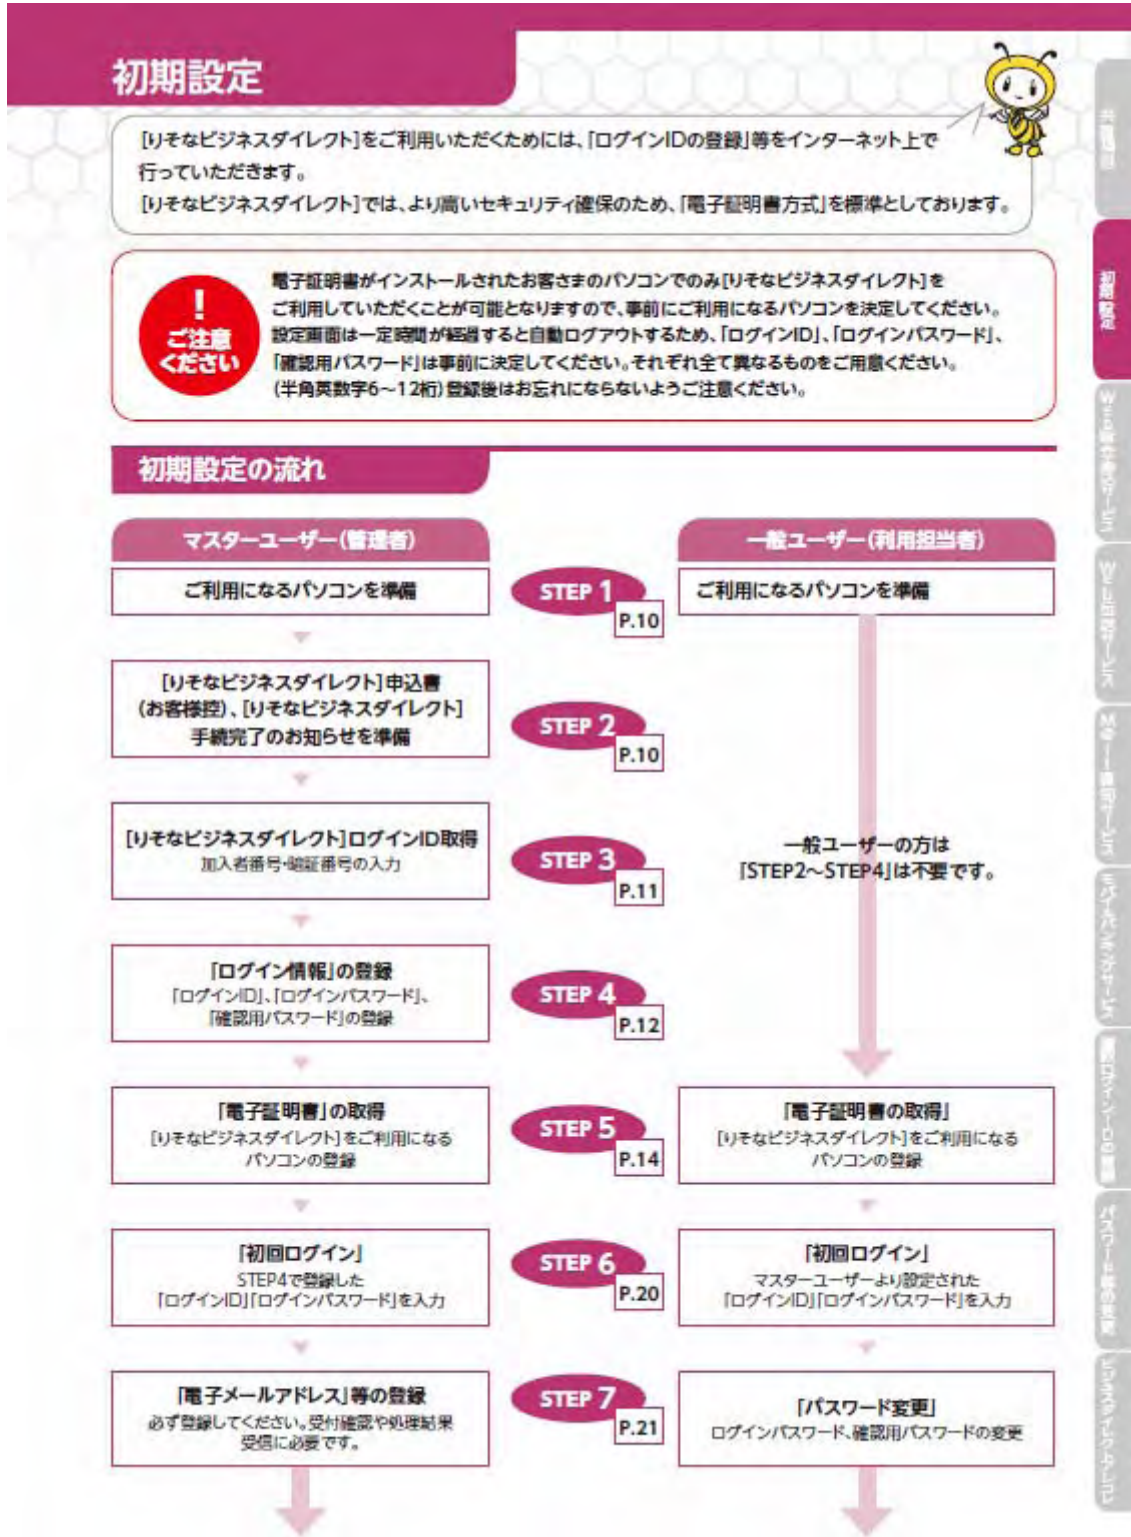 初期設定
[りそなビジネスダイレクト]をご利用いただくためには、「ログインIDの登録」等をインターネット上で
行っていただきます。
[りそなビジネスダイレクト]では、より高いセキュリティ確保のため、「電子証明書方式」を標準としております。
!
ご注意
ください
電子証明書がインストールされたお客さまのパソコンでのみ[りそなビジネスダイレクト]を
ご利用していただくことが可能となりますので、事前にご利用になるパソコンを決定してください。
設定画面は一定時間が経過すると自動ログアウトするため、「ログインID」、「ログインパスワード」、
「確認用パスワード」は事前に決定してください。それぞれ全て異なるものをご用意ください。
(半角英数字6〜12桁)登録後はお忘れにならないようご注意ください。
初期設定の流れ
マスターユーザー(管理者)
一般ユーザー(利用担当者)
ご利用になるパソコンを準備
STEP 1
P.10
ご利用になるパソコンを準備
[りそなビジネスダイレクト]申込書
(お客様控)、[りそなビジネスダイレクト]
手続完了のお知らせを準備
STEP 2
P.10
[りそなビジネスダイレクト]ログインID取得
加入者番号・暗証番号の入力
STEP 3
P.11
一般ユーザーの方は
「STEP2〜STEP4」は不要です。
「ログイン情報」の登録
「ログインID」、「ログインパスワード」、
「確認用パスワード」の登録
STEP 4
P.12
「電子証明書」の取得
[りそなビジネスダイレクト]をご利用になる
パソコンの登録
STEP 5
P.14
「電子証明書の取得」
[りそなビジネスダイレクト]をご利用になる
パソコンの登録
「初回ログイン」
STEP4で登録した
「ログインID」「ログインパスワード」を入力
STEP 6
P.20
「初回ログイン」
マスターユーザーより設定された
「ログインID」「ログインパスワード」を入力
「電子メールアドレス」等の登録
必ず登録してください。受付確認や処理結果
受信に必要です。
STEP 7
P.21
「パスワード変更」
ログインパスワード、確認用パスワードの変更
初期設定
モバイルバンキングサービス
パスワード等の変更